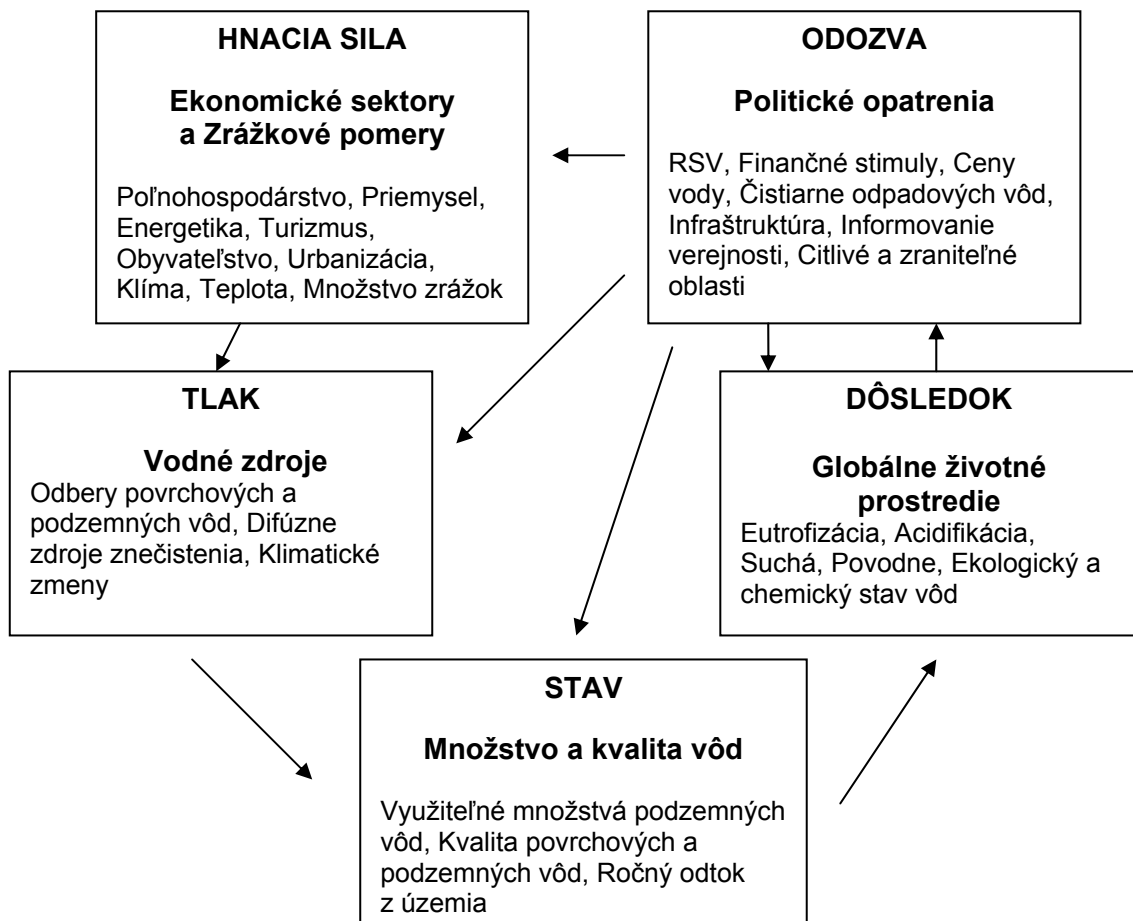 HNACIA SILA
Ekonomické sektory
a Zrážkové pomery
Poľnohospodárstvo, Priemysel,
Energetika, Turizmus,
Obyvateľstvo, Urbanizácia,
Klíma, Teplota, Množstvo zrážok
ODOZVA
Politické opatrenia
RSV, Finančné stimuly, Ceny
vody, Čistiarne odpadových vôd,
Infraštruktúra, Informovanie
verejnosti, Citlivé a zraniteľné
oblasti
TLAK
Vodné zdroje
Odbery povrchových a
podzemných vôd, Difúzne
zdroje znečistenia, Klimatické
zmeny
DÔSLEDOK
Globálne životné
prostredie
Eutrofizácia, Acidifikácia,
Suchá, Povodne, Ekologický a
chemický stav vôd
STAV
Množstvo a kvalita vôd
Využiteľné množstvá podzemných
vôd, Kvalita povrchových a
podzemných vôd, Ročný odtok
z územia